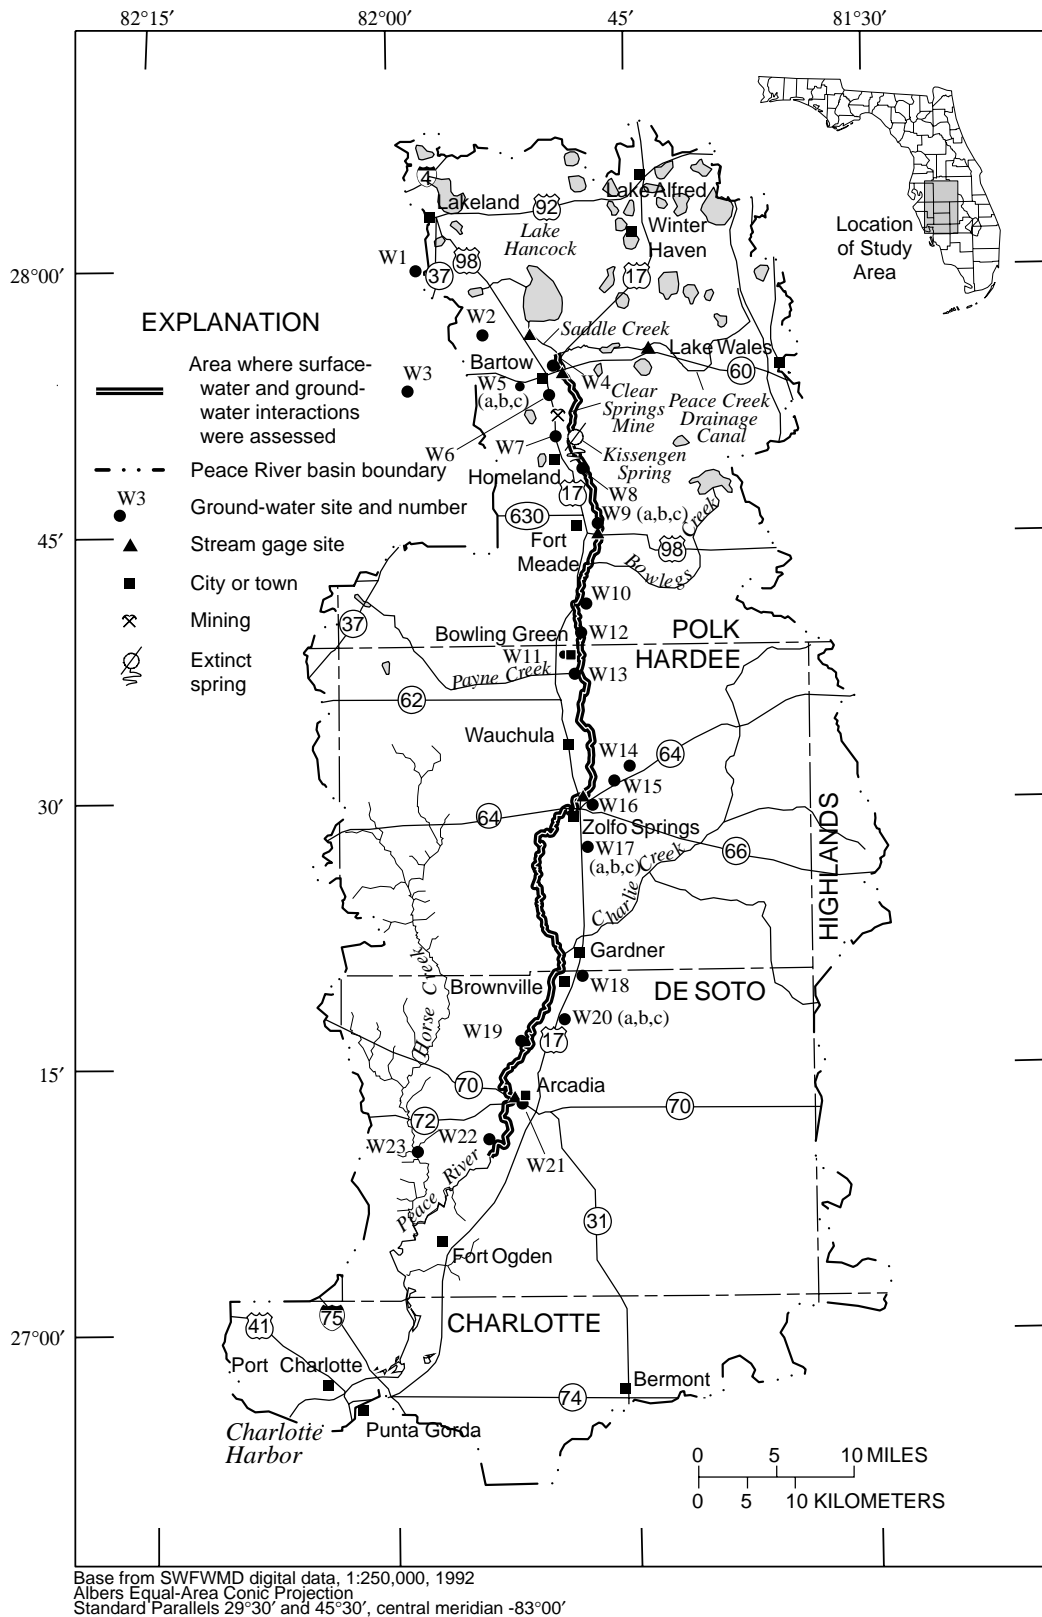 82°15′
82°00′
45′
81°30′
4
Lakeland
92
Lake Alfred
Lake
Hancock
Winter
Haven
Location
of Study
Area
W1
98
37
17
28°00′
EXPLANATION
W2
Saddle Creek
Lake Wales
Area where surface-
water and ground-
water interactions
were assessed
Bartow
W3
W5
(a,b,c)
W4
60
Clear
Springs
Mine
Peace Creek
Drainage
Canal
W6
W7
Kissengen
Spring
Peace River basin boundary
Homeland
W8
17
W3
Ground-water site and number
630
W9 (a,b,c)
Creek
Stream gage site
45′
Fort
Meade
98
Bowlegs
City or town
W10
Mining
37
Bowling Green
W12
POLK
HARDEE
Extinct
spring
W11
Payne Creek
W13
62
Wauchula
W14
64
W15
30′
W16
64
Zolfo Springs
66
W17
(a,b,c)
Charlie Creek
HIGHLANDS
Gardner
Horse Creek
Brownville
W18
DE SOTO
W20 (a,b,c)
W19
17
15′
70
Arcadia
70
72
W23
W22
W21
Peace River
31
Fort Ogden
75
41
CHARLOTTE
27°00′
Port Charlotte
Bermont
74
Charlotte
Harbor
Punta Gorda
0 5 10 MILES
0 5 10 KILOMETERS
Base from SWFWMD digital data, 1:250,000, 1992
Albers Equal-Area Conic Projection
Standard Parallels 29°30′ and 45°30′, central meridian -83°00′